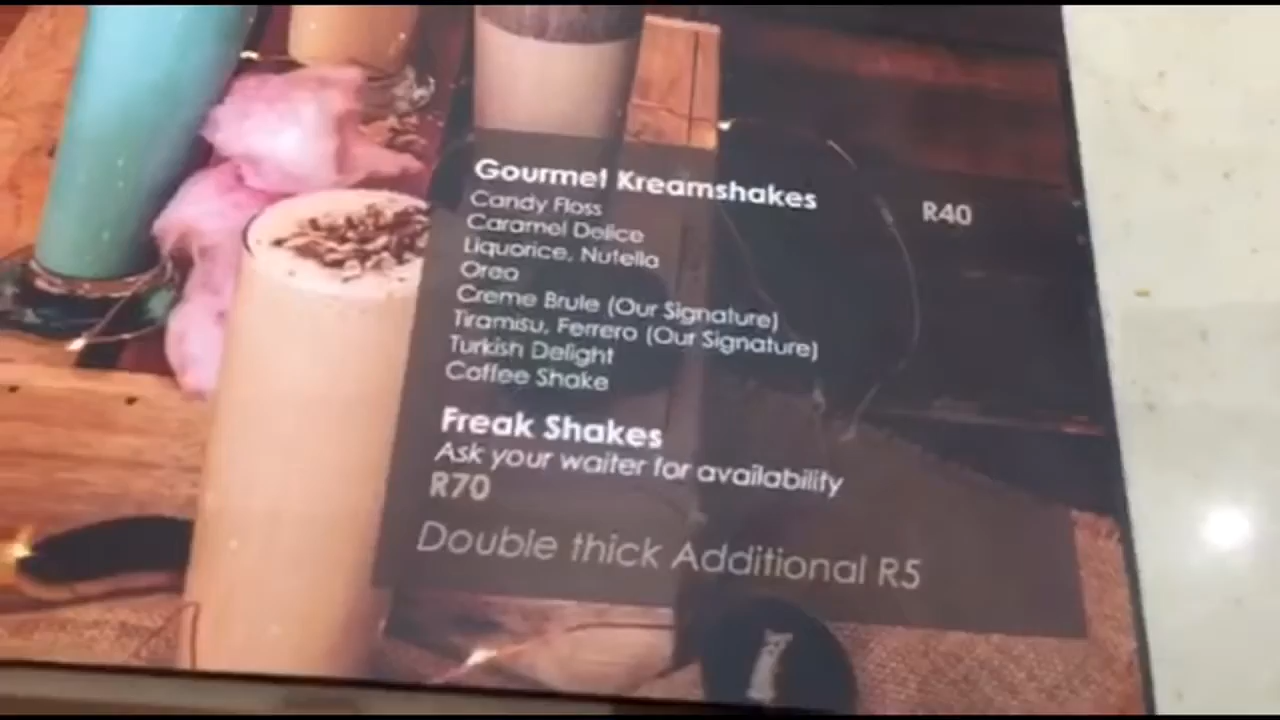 Gourmet Kreamshakes R40
Candy Floss
Caramel Delice
Liquorice, Nutella
Oreo
Creme Brule (Our Signature)
Tiramisu, Ferrero (Our Signature)
Turkish Delight
Coffee Shake
Freak Shakes
Ask your waiter for availability
R70
Double thick Additional R5